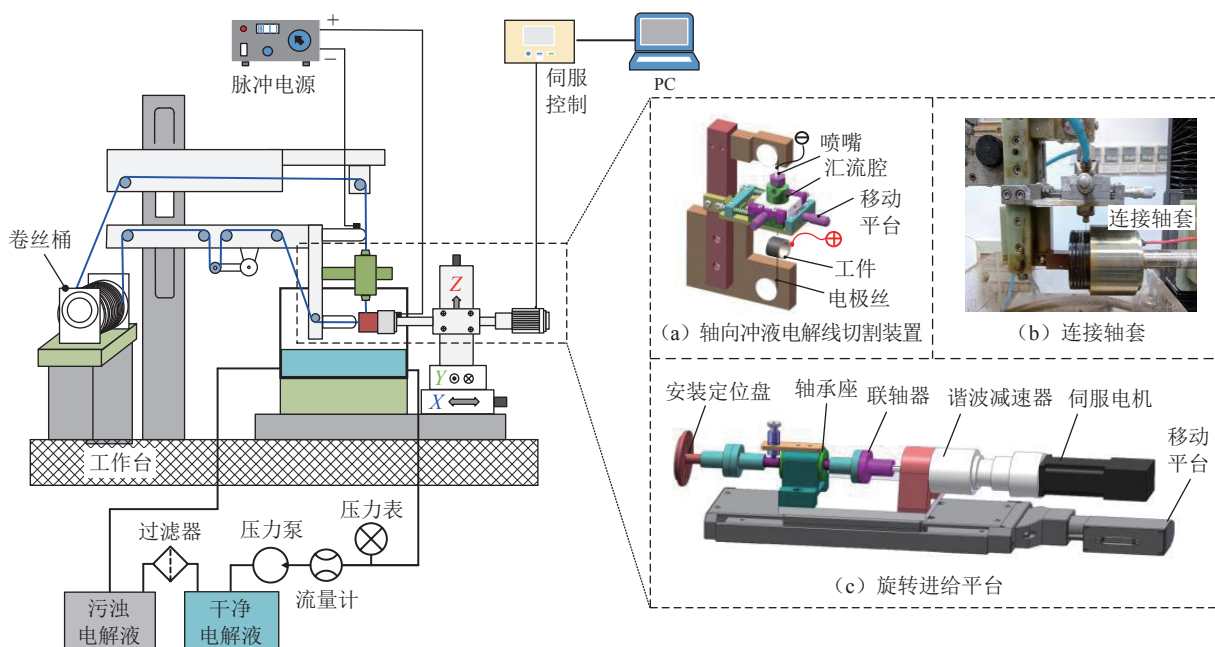 +
−
脉冲电源
伺服
控制
PC
卷丝桶
Z
Y
X
工作台
过滤器
压力泵
压力表
流量计
污浊
电解液
干净
电解液
喷嘴
汇流腔
移动
平台
工件
电极丝
(a) 轴向冲液电解线切割装置
连接轴套
(b) 连接轴套
安装定位盘
轴承座
联轴器
谐波减速器
伺服电机
移动
平台
(c) 旋转进给平台